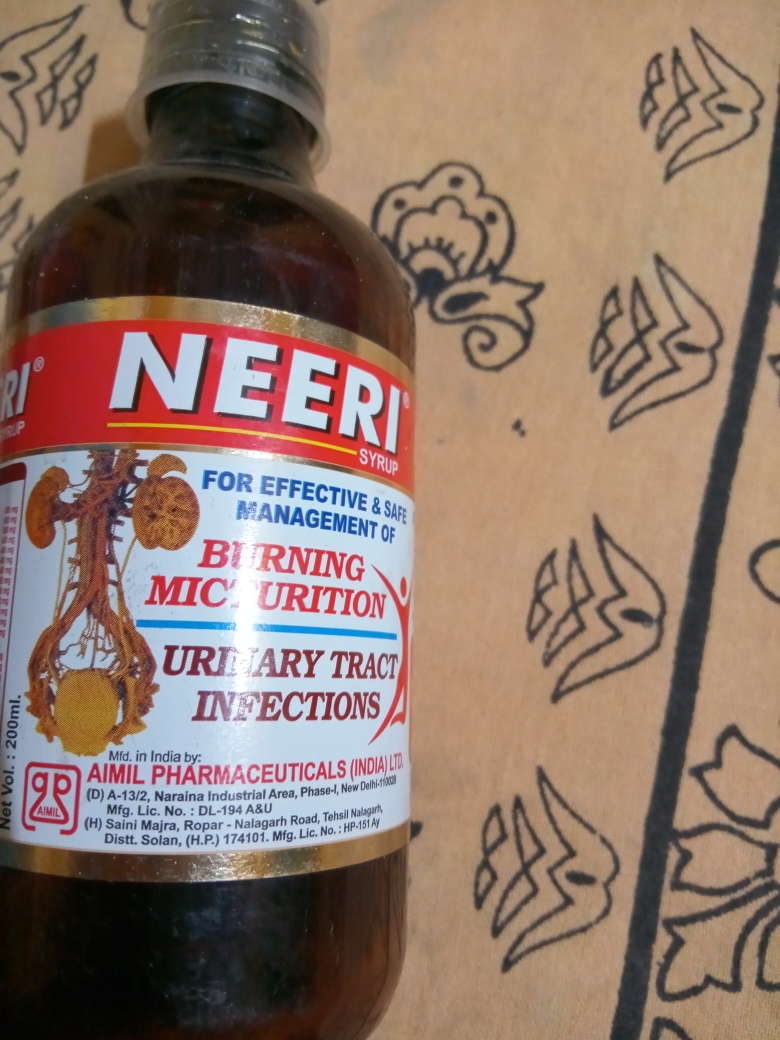 RI®
SYRUP
NEERI®
SYRUP
FOR EFFECTIVE & SAFE
MANAGEMENT OF
BURNING
MICTURITION
URINARY TRACT
INFECTIONS
Net Vol. : 200ml.
Mfd. in India by:
AIMIL PHARMACEUTICALS (INDIA) LTD.
(D) A-13/2, Naraina Industrial Area, Phase-I, New Delhi-110028
Mfg. Lic. No. : DL-194 A&U
(H) Saini Majra, Ropar - Nalagarh Road, Tehsil Nalagarh,
Distt. Solan, (H.P.) 174101. Mfg. Lic. No. : HP-151 Ay
AIMIL